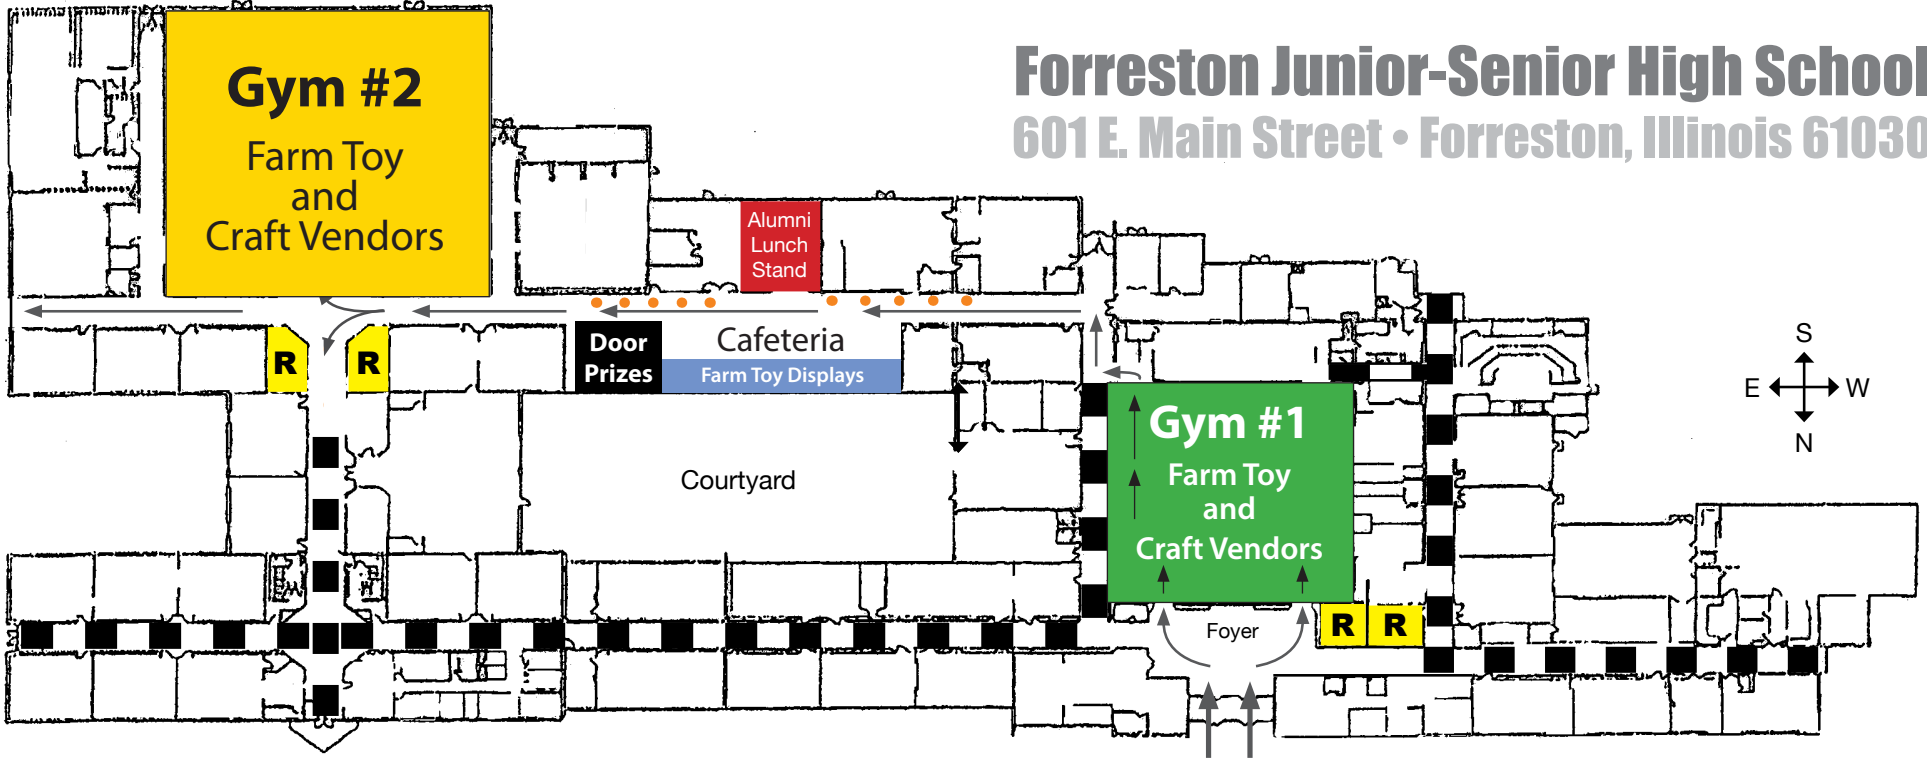 Forreston Junior-Senior High School
601 E. Main Street • Forreston, Illinois 61030
Gym #2
Farm Toy
and
Craft Vendors
Alumni
Lunch
Stand
R
R
Door
Prizes
Cafeteria
Farm Toy Displays
Courtyard
Gym #1
Farm Toy
and
Craft Vendors
Foyer
R
R
S
E
W
N